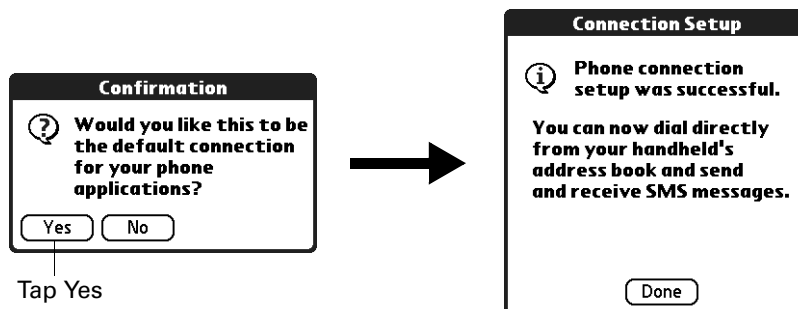 Confirmation
Would you like this to be
the default connection
for your phone
applications?
Yes No
Tap Yes
Connection Setup
Phone connection
setup was successful.
You can now dial directly
from your handheld's
address book and send
and receive SMS messages.
Done